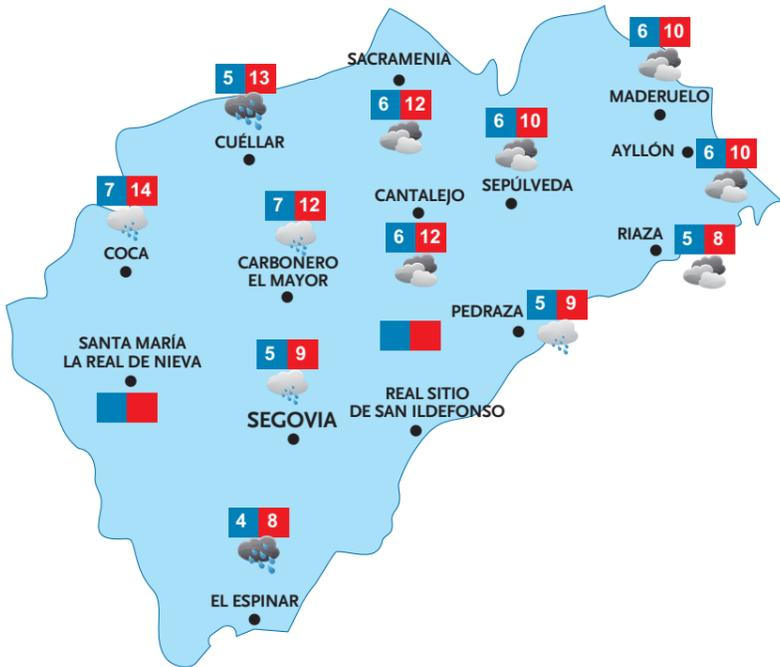 6 10
SACRAMENIA
5 13
MADERUELO
6 12
6 10
CUÉLLAR
AYLLÓN
6 10
7 14
SEPÚLVEDA
CANTALEJO
7 12
RIAZA
5 8
6 12
COCA
CARBONERO
EL MAYOR
PEDRAZA
5 9
SANTA MARÍA
LA REAL DE NIEVA
5 9
REAL SITIO
DE SAN ILDEFONSO
SEGOVIA
4 8
EL ESPINAR